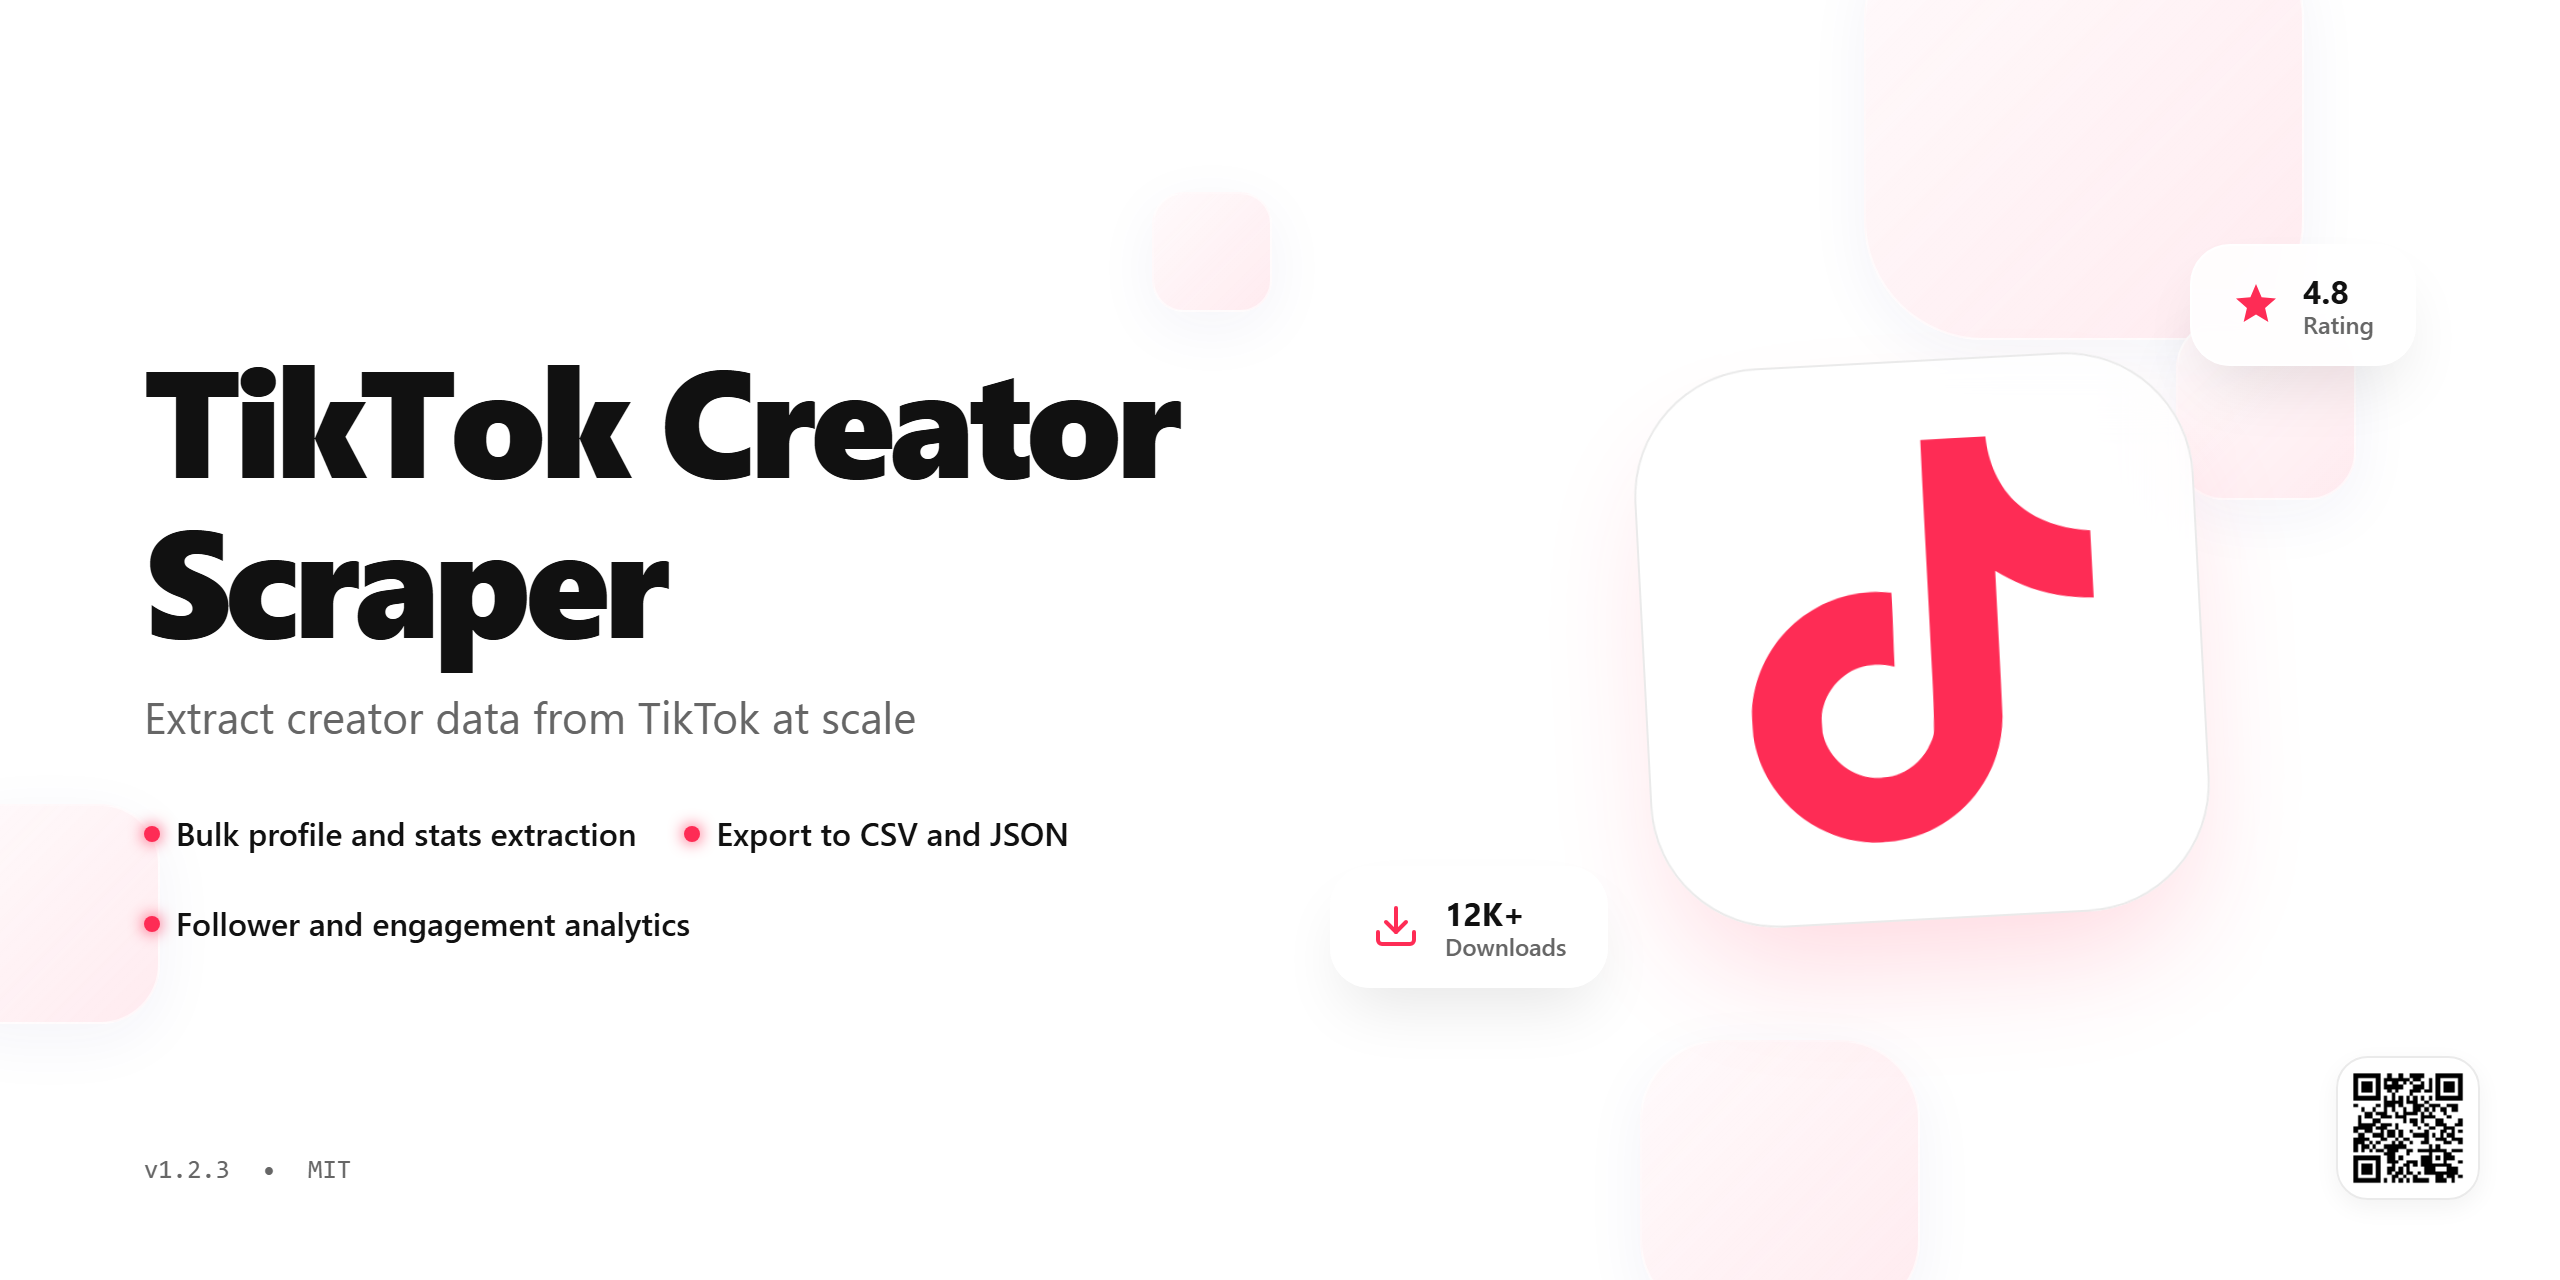 TikTok Creator
Scraper
Extract creator data from TikTok at scale
Bulk profile and stats extraction
Export to CSV and JSON
Follower and engagement analytics
4.8
Rating
12K+
Downloads
v1.2.3 • MIT